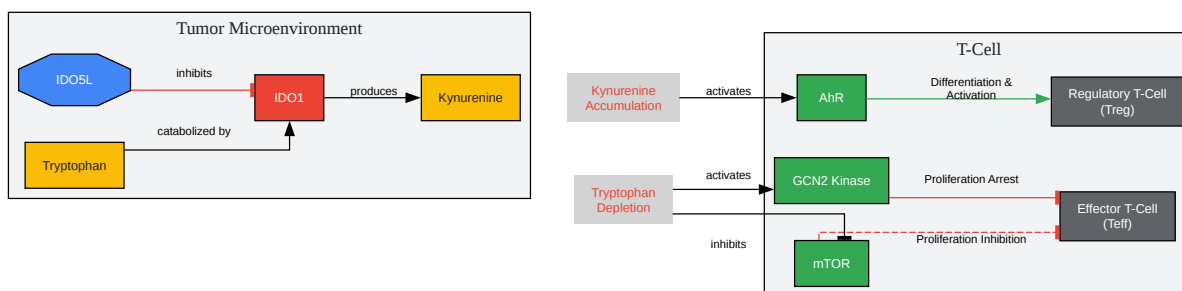 Tumor Microenvironment
IDO5L
inhibits
IDO1
produces
Kynurenine
catabolized by
Tryptophan
T-Cell
Kynurenine
Accumulation
activates
AhR
Differentiation &
Activation
Regulatory T-Cell
(Treg)
Tryptophan
Depletion
activates
GCN2 Kinase
Proliferation Arrest
Effector T-Cell
(Teff)
inhibits
mTOR
Proliferation Inhibition